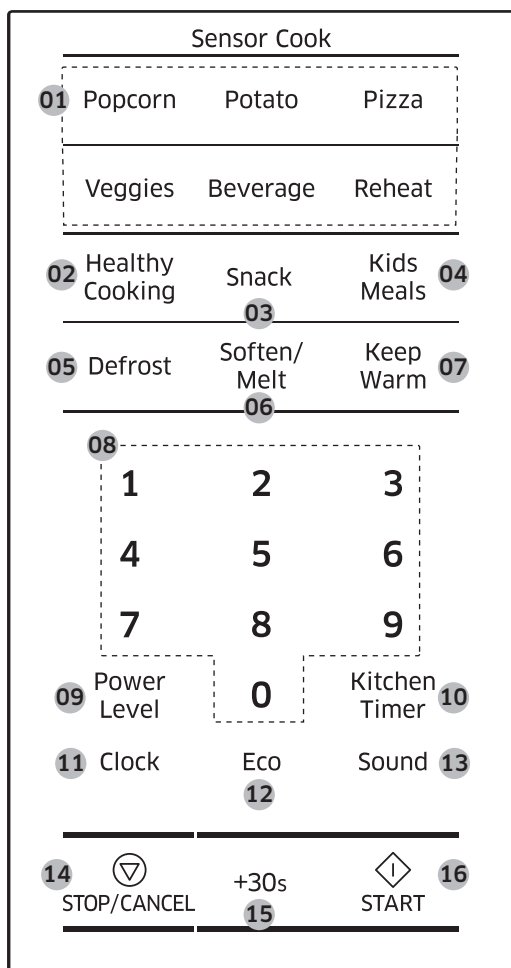 Sensor Cook
01 Popcorn Potato Pizza
Veggies Beverage Reheat
02 Healthy
Cooking
Snack
03
Kids
Meals
04
05 Defrost
Soften/
Melt
06
Keep
Warm
07
08
1 2 3
4 5 6
7 8 9
09 Power
Level
0
Kitchen
Timer
10
11 Clock
Eco
12
Sound 13
14
STOP/CANCEL
+30s
15
START
16